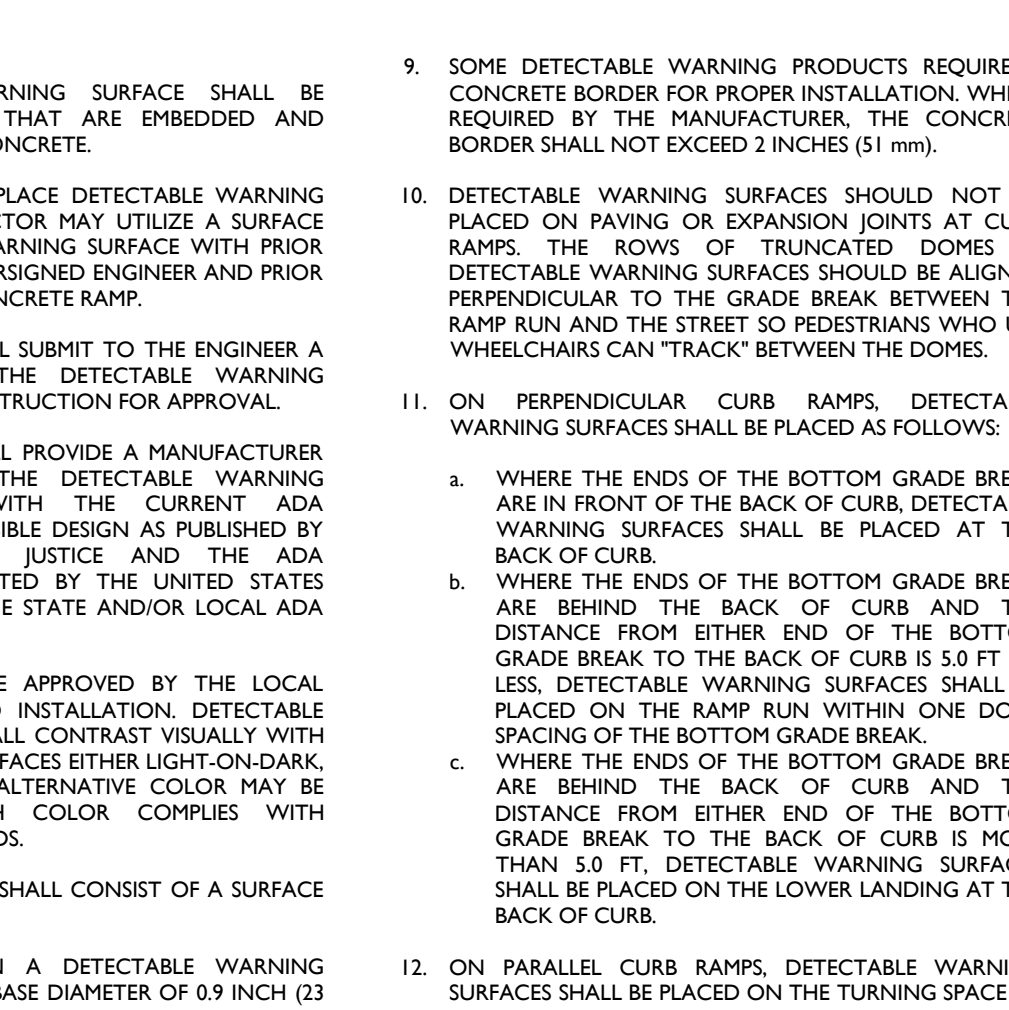 RNING SURFACE SHALL BE
THAT ARE EMBEDDED AND
ONCRETE.
PLACE DETECTABLE WARNING
CTOR MAY UTILIZE A SURFACE
ARNING SURFACE WITH PRIOR
RSIGNED ENGINEER AND PRIOR
NCRETE RAMP.
L SUBMIT TO THE ENGINEER A
THE DETECTABLE WARNING
TRUCTION FOR APPROVAL.
L PROVIDE A MANUFACTURER
THE DETECTABLE WARNING
WITH THE CURRENT ADA
IBLE DESIGN AS PUBLISHED BY
JUSTICE AND THE ADA
TED BY THE UNITED STATES
E STATE AND/OR LOCAL ADA
E APPROVED BY THE LOCAL
INSTALLATION. DETECTABLE
ALL CONTRAST VISUALLY WITH
FACES EITHER LIGHT-ON-DARK,
ALTERNATIVE COLOR MAY BE
H COLOR COMPLIES WITH
DS.
SHALL CONSIST OF A SURFACE
N A DETECTABLE WARNING
BASE DIAMETER OF 0.9 INCH (23
9. SOME DETECTABLE WARNING PRODUCTS REQUIRE
CONCRETE BORDER FOR PROPER INSTALLATION. WHE
REQUIRED BY THE MANUFACTURER, THE CONCRE
BORDER SHALL NOT EXCEED 2 INCHES (51 mm).
10. DETECTABLE WARNING SURFACES SHOULD NOT
PLACED ON PAVING OR EXPANSION JOINTS AT CU
RAMPS. THE ROWS OF TRUNCATED DOMES
DETECTABLE WARNING SURFACES SHOULD BE ALIGN
PERPENDICULAR TO THE GRADE BREAK BETWEEN T
RAMP RUN AND THE STREET SO PEDESTRIANS WHO U
WHEELCHAIRS CAN "TRACK" BETWEEN THE DOMES.
11. ON PERPENDICULAR CURB RAMPS, DETECTA
WARNING SURFACES SHALL BE PLACED AS FOLLOWS:
a. WHERE THE ENDS OF THE BOTTOM GRADE BRE
ARE IN FRONT OF THE BACK OF CURB, DETECTA
WARNING SURFACES SHALL BE PLACED AT T
BACK OF CURB.
b. WHERE THE ENDS OF THE BOTTOM GRADE BRE
ARE BEHIND THE BACK OF CURB AND T
DISTANCE FROM EITHER END OF THE BOTTO
GRADE BREAK TO THE BACK OF CURB IS 5.0 FT
LESS, DETECTABLE WARNING SURFACES SHALL
PLACED ON THE RAMP RUN WITHIN ONE DO
SPACING OF THE BOTTOM GRADE BREAK.
c. WHERE THE ENDS OF THE BOTTOM GRADE BRE
ARE BEHIND THE BACK OF CURB AND T
DISTANCE FROM EITHER END OF THE BOTTO
GRADE BREAK TO THE BACK OF CURB IS MO
THAN 5.0 FT, DETECTABLE WARNING SURFAC
SHALL BE PLACED ON THE LOWER LANDING AT T
BACK OF CURB.
12. ON PARALLEL CURB RAMPS, DETECTABLE WARNI
SURFACES SHALL BE PLACED ON THE TURNING SPACE